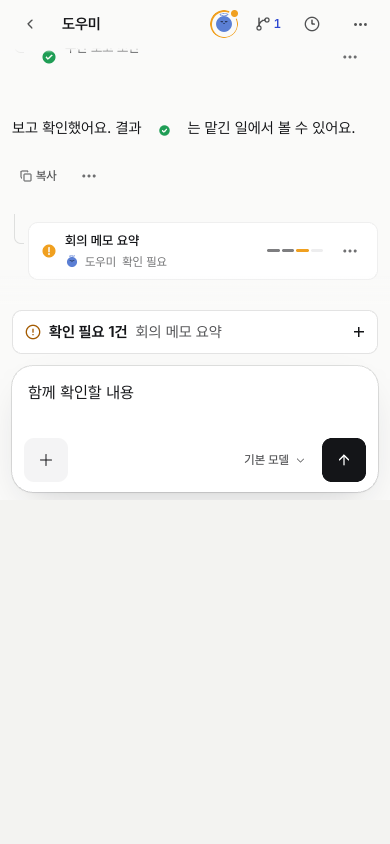 도우미
1
보고 확인했어요. 결과 는 맡긴 일에서 볼 수 있어요.
복사
회의 메모 요약
도우미 확인 필요
확인 필요 1건 회의 메모 요약
함께 확인할 내용
기본 모델